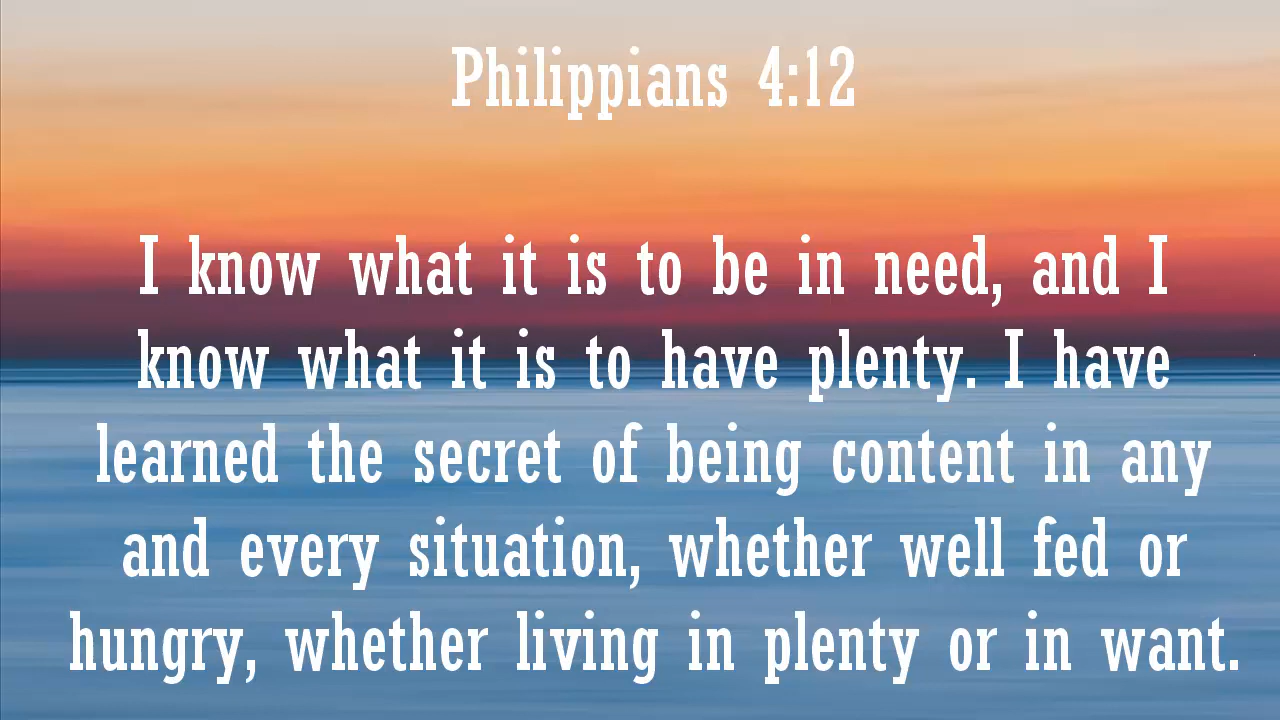 Philippians 4:12
I know what it is to be in need, and I
know what it is to have plenty. I have
learned the secret of being content in any
and every situation, whether well fed or
hungry, whether living in plenty or in want.